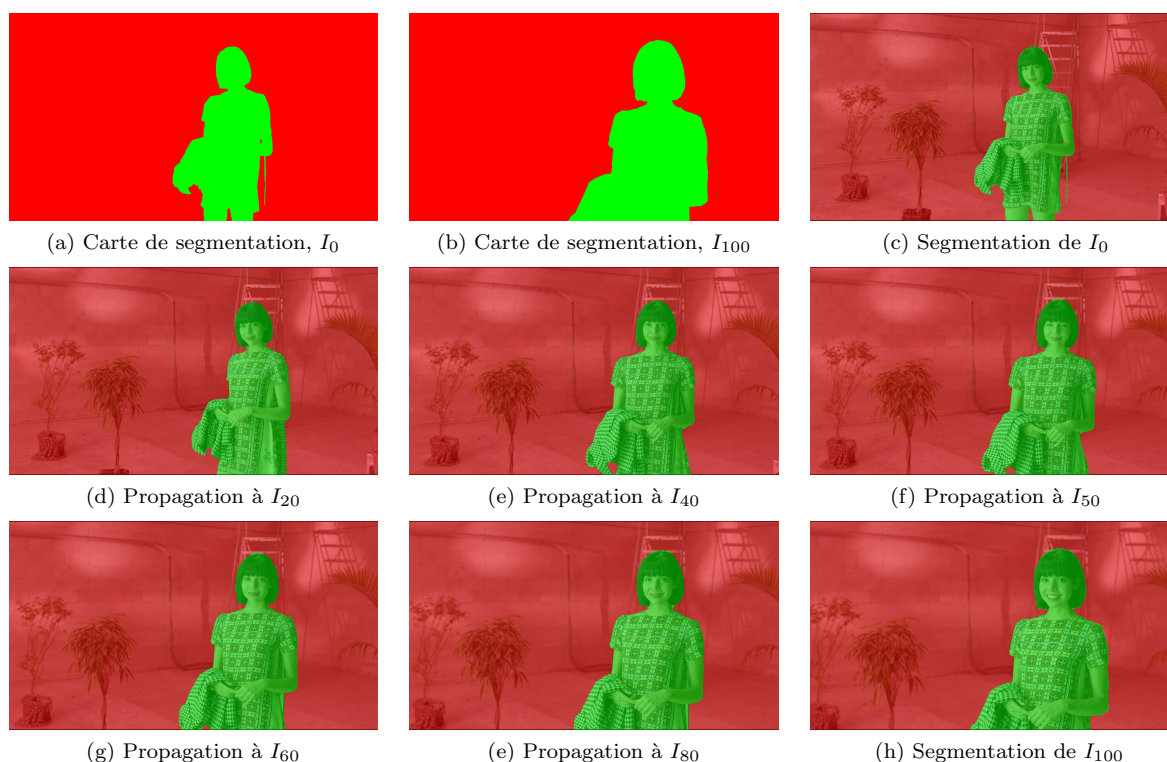 (a) Carte de segmentation, I₀
(b) Carte de segmentation, I₁₀₀
(c) Segmentation de I₀
(d) Propagation à I₂₀
(e) Propagation à I₄₀
(f) Propagation à I₅₀
(g) Propagation à I₆₀
(e) Propagation à I₈₀
(h) Segmentation de I₁₀₀